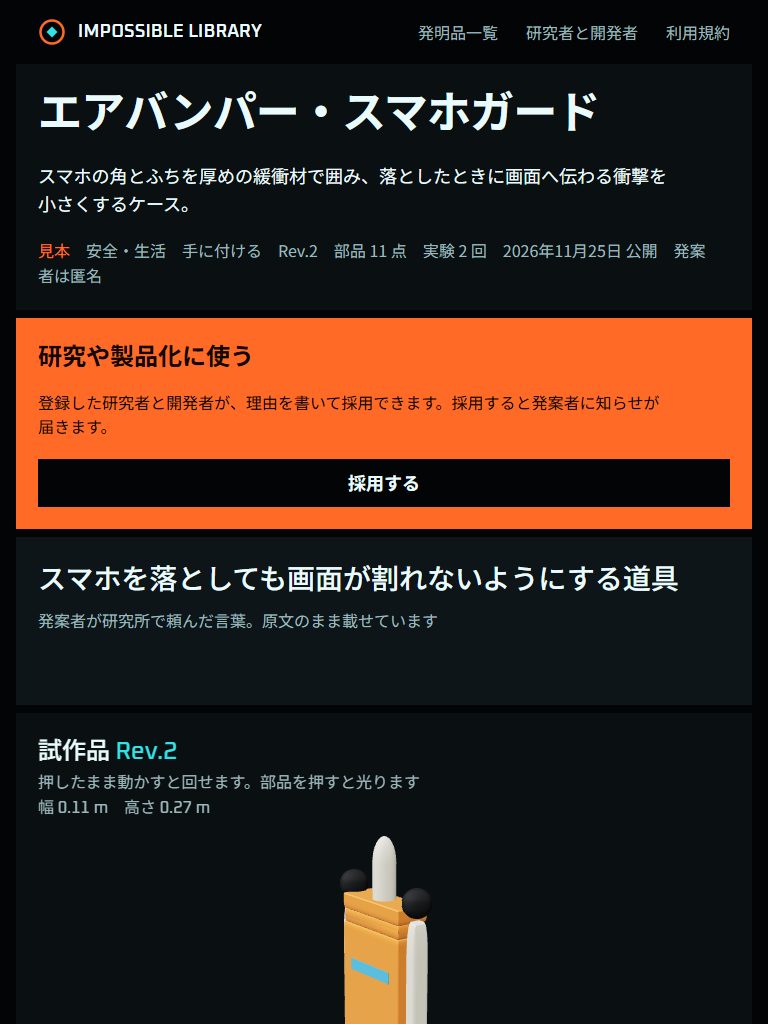 IMPOSSIBLE LIBRARY
発明品一覧 研究者と開発者 利用規約
エアバンパー・スマホガード
スマホの角とふちを厚めの緩衝材で囲み、落としたときに画面へ伝わる衝撃を
小さくするケース。
見本 安全・生活 手に付ける Rev.2 部品 11 点 実験 2 回 2026年11月25日 公開 発案
者は匿名
研究や製品化に使う
登録した研究者と開発者が、理由を書いて採用できます。採用すると発案者に知らせが
届きます。
採用する
スマホを落としても画面が割れないようにする道具
発案者が研究所で頼んだ言葉。原文のまま載せています
試作品 Rev.2
押したまま動かすと回せます。部品を押すと光ります
幅 0.11 m 高さ 0.27 m